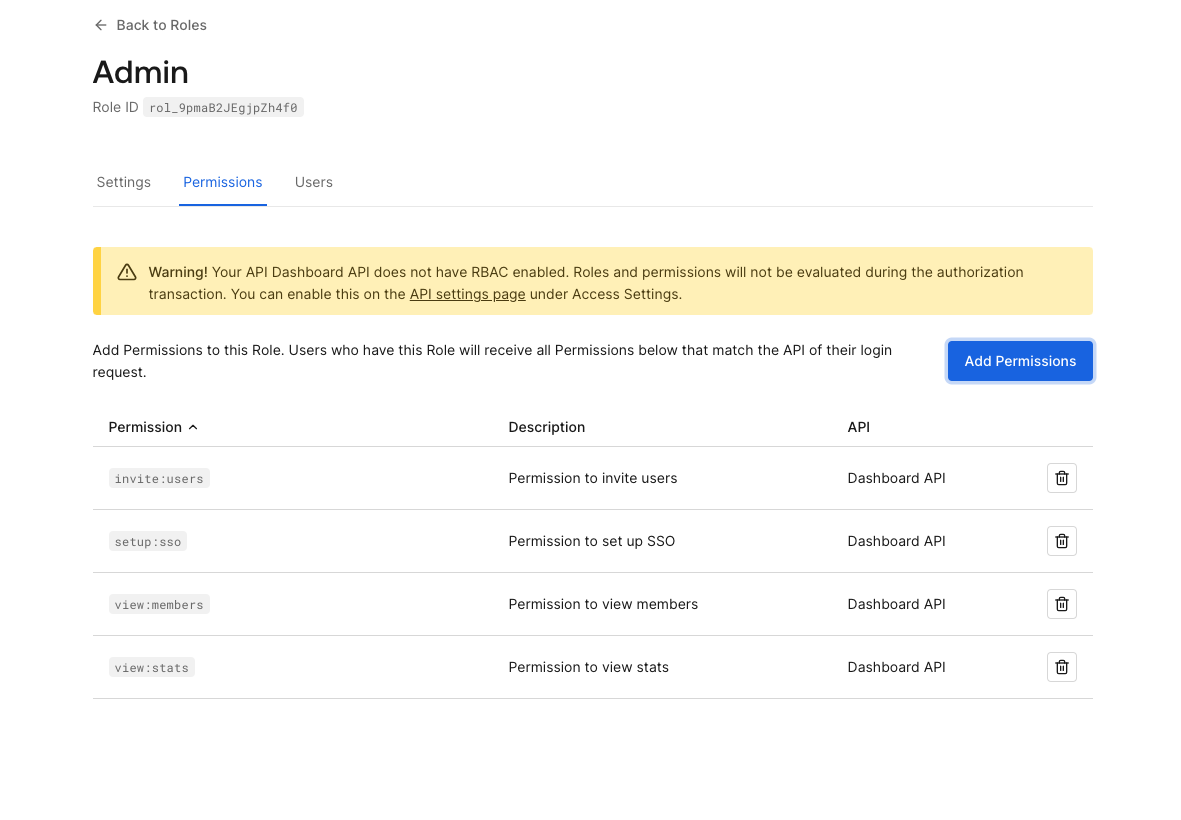 Back to Roles
Admin
Role ID rol_9pmaB2JEgjpZh4f0
Settings Permissions Users
Warning! Your API Dashboard API does not have RBAC enabled. Roles and permissions will not be evaluated during the authorization
transaction. You can enable this on the API settings page under Access Settings.
Add Permissions to this Role. Users who have this Role will receive all Permissions below that match the API of their login
request.
Add Permissions
Permission Description API
invite:users Permission to invite users Dashboard API
setup:sso Permission to set up SSO Dashboard API
view:members Permission to view members Dashboard API
view:stats Permission to view stats Dashboard API